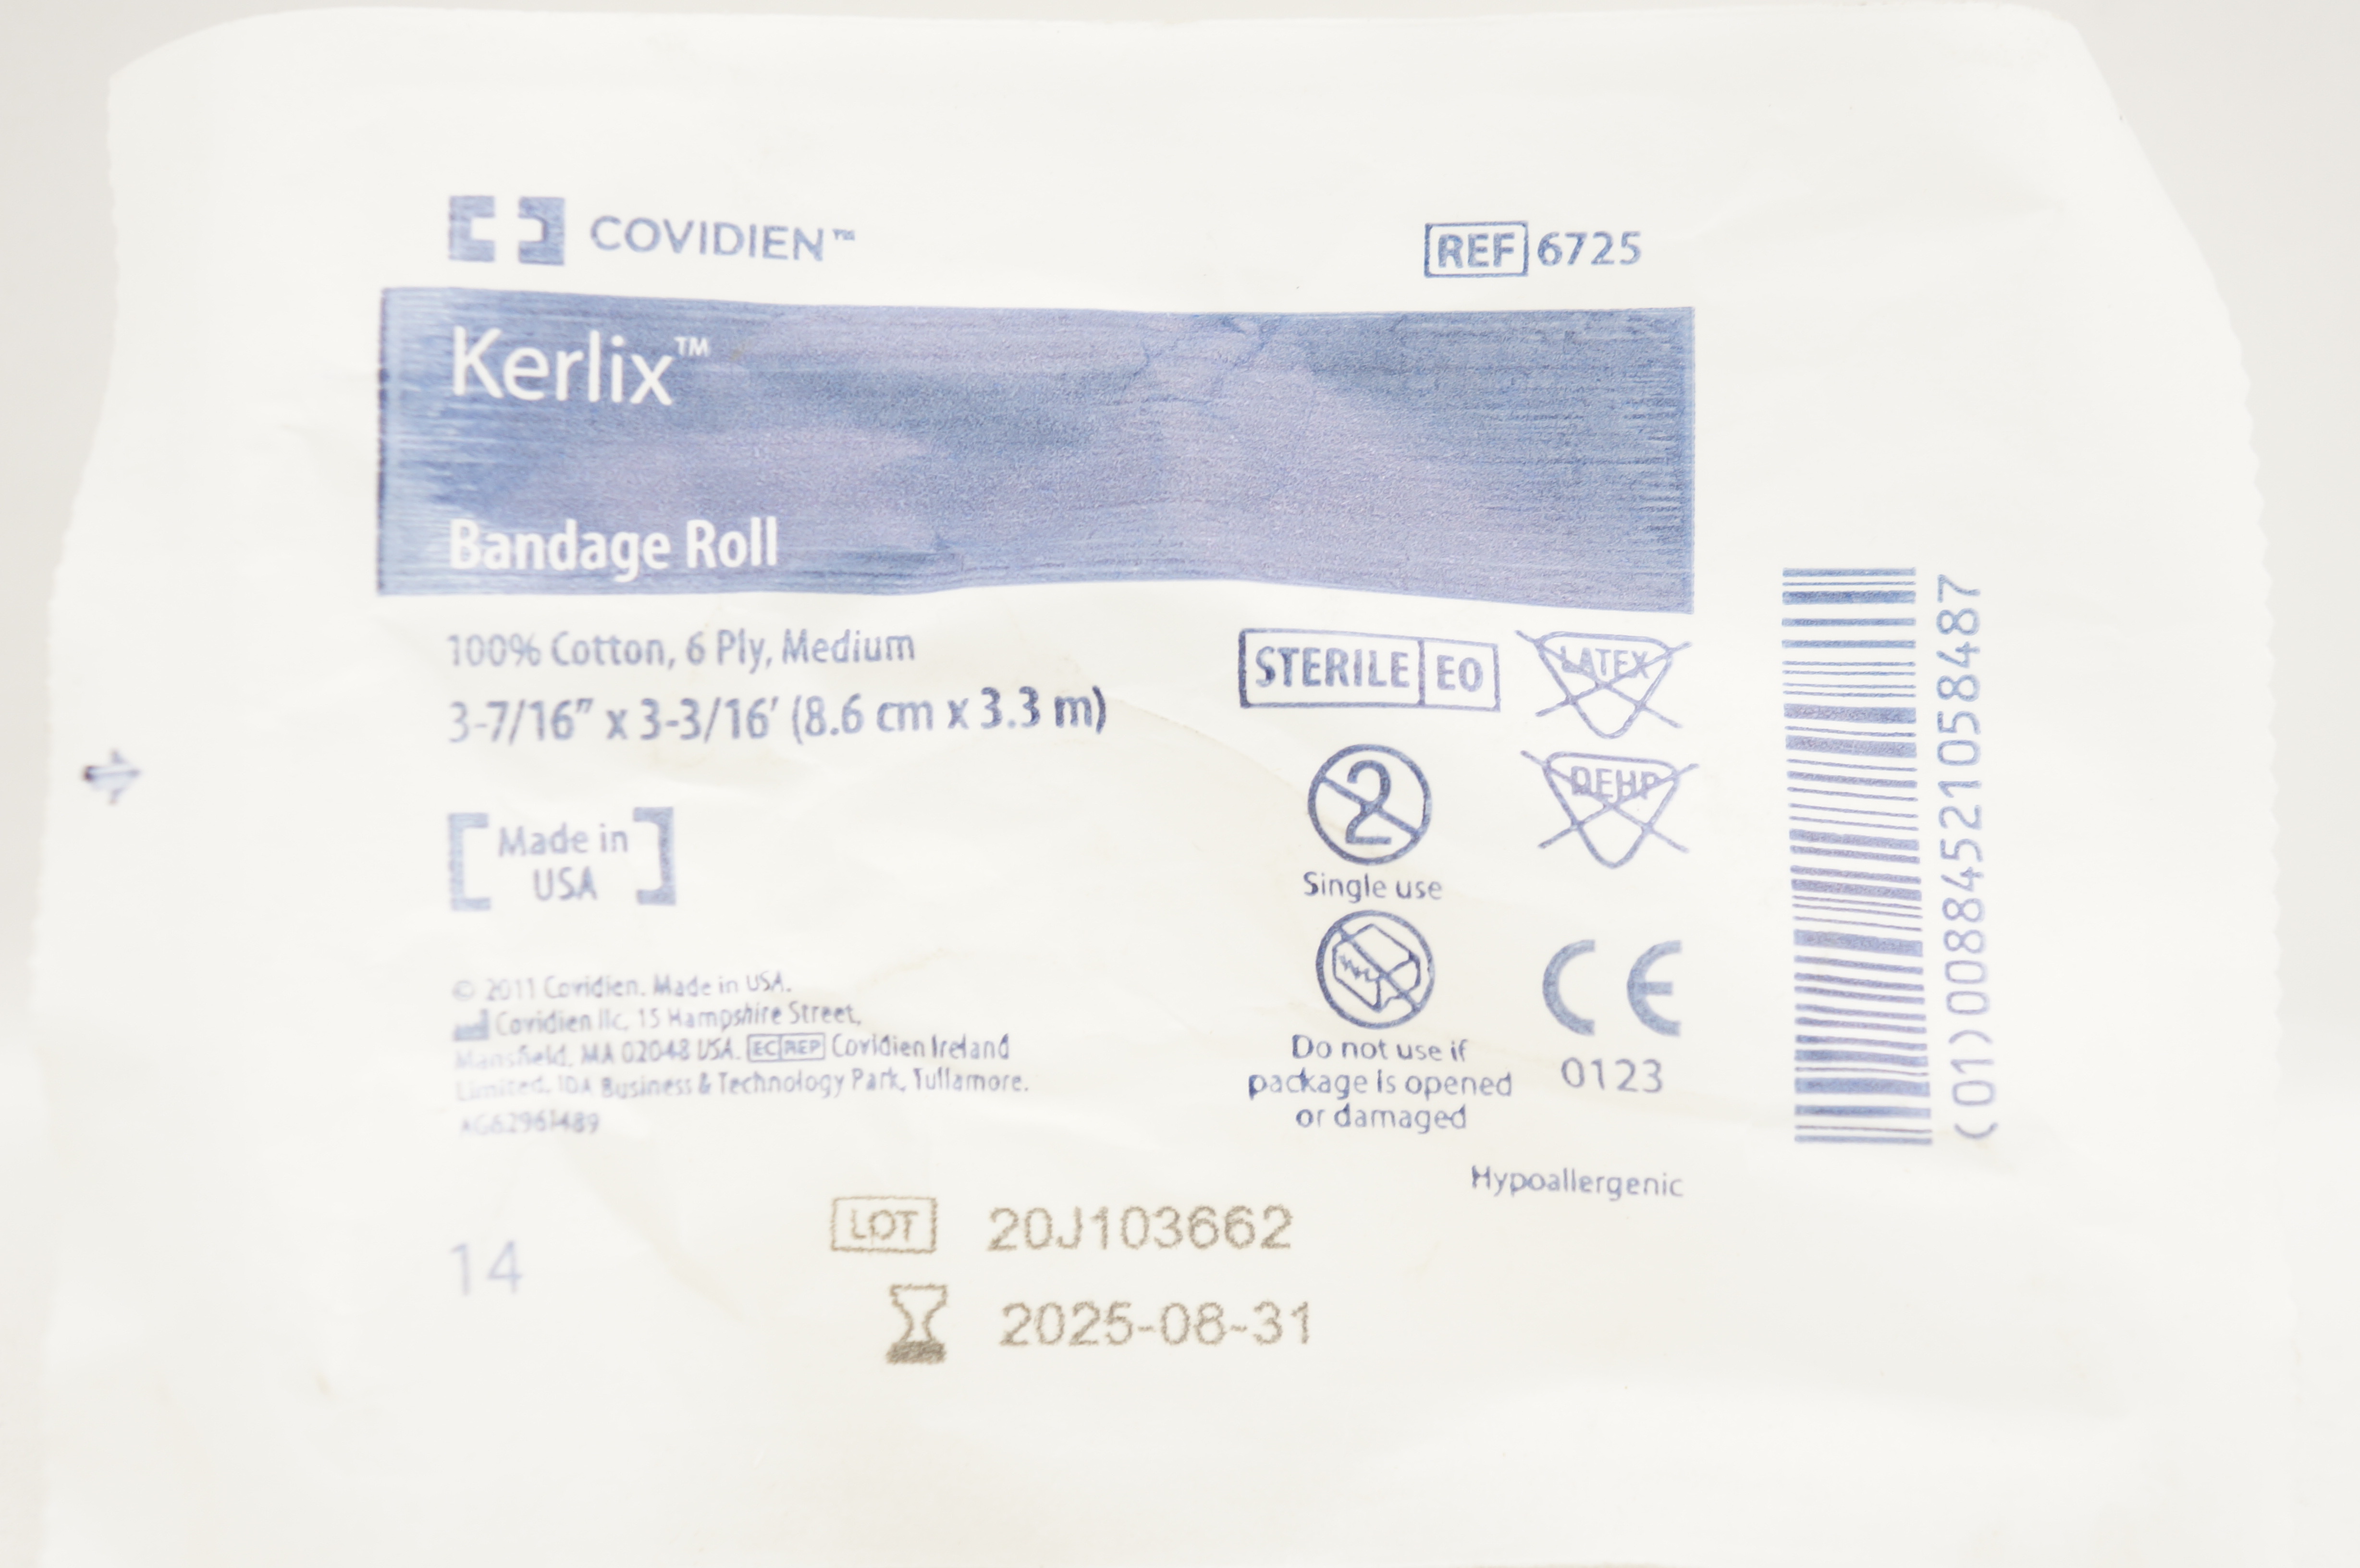 COVIDIEN™
REF 6725
Kerlix™
Bandage Roll
100% Cotton, 6 Ply, Medium
3-7/16” x 3-3/16’ (8.6 cm x 3.3 m)
STERILE EO
LATEX
DEHP
2
Single use
Made in
USA
© 2011 Covidien. Made in USA.
Covidien llc, 15 Hampshire Street,
Mansfield, MA 02048 USA. EC REP Covidien Ireland
Limited, IDA Business & Technology Park, Tullamore.
Do not use if
package is opened
or damaged
CE
0123
Hypoallergenic
(01)00884521058487
14
LOT 20J103662
2025-08-31